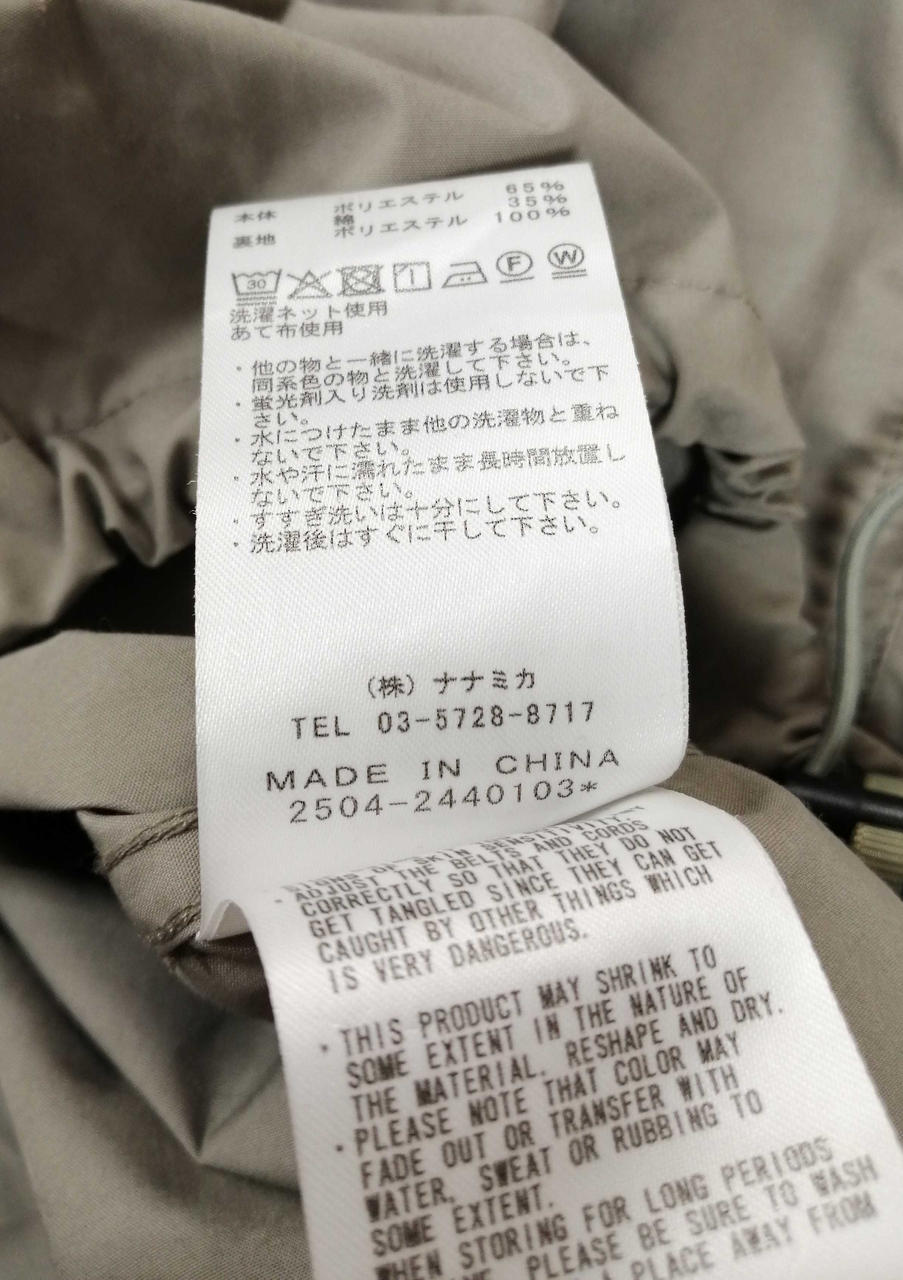 本体 ポリエステル 65%
綿 35%
裏地 ポリエステル 100%
30 F W
洗濯ネット使用
あて布使用
・他の物と一緒に洗濯する場合は、
同系色の物と洗濯して下さい。
・蛍光剤入り洗剤は使用しないで下
さい。
・水につけたまま他の洗濯物と重ね
ないで下さい。
・水や汗に濡れたまま長時間放置し
ないで下さい。
・すすぎ洗いは十分にして下さい。
・洗濯後はすぐに干して下さい。
(株)ナナミカ
TEL 03-5728-8717
MADE IN CHINA
2504-2440103*
SKIN SENSITIVITY.
・ADJUST THE BELTS AND CORDS
CORRECTLY SO THAT THEY DO NOT
GET TANGLED SINCE THEY CAN GET
CAUGHT BY OTHER THINGS WHICH
IS VERY DANGEROUS.
・THIS PRODUCT MAY SHRINK TO
SOME EXTENT IN THE NATURE OF
THE MATERIAL. RESHAPE AND DRY.
・PLEASE NOTE THAT COLOR MAY
FADE OUT OR TRANSFER WITH
WATER, SWEAT OR RUBBING TO
SOME EXTENT.
WHEN STORING FOR LONG PERIODS
PLEASE BE SURE TO WASH
A PLACE AWAY FROM